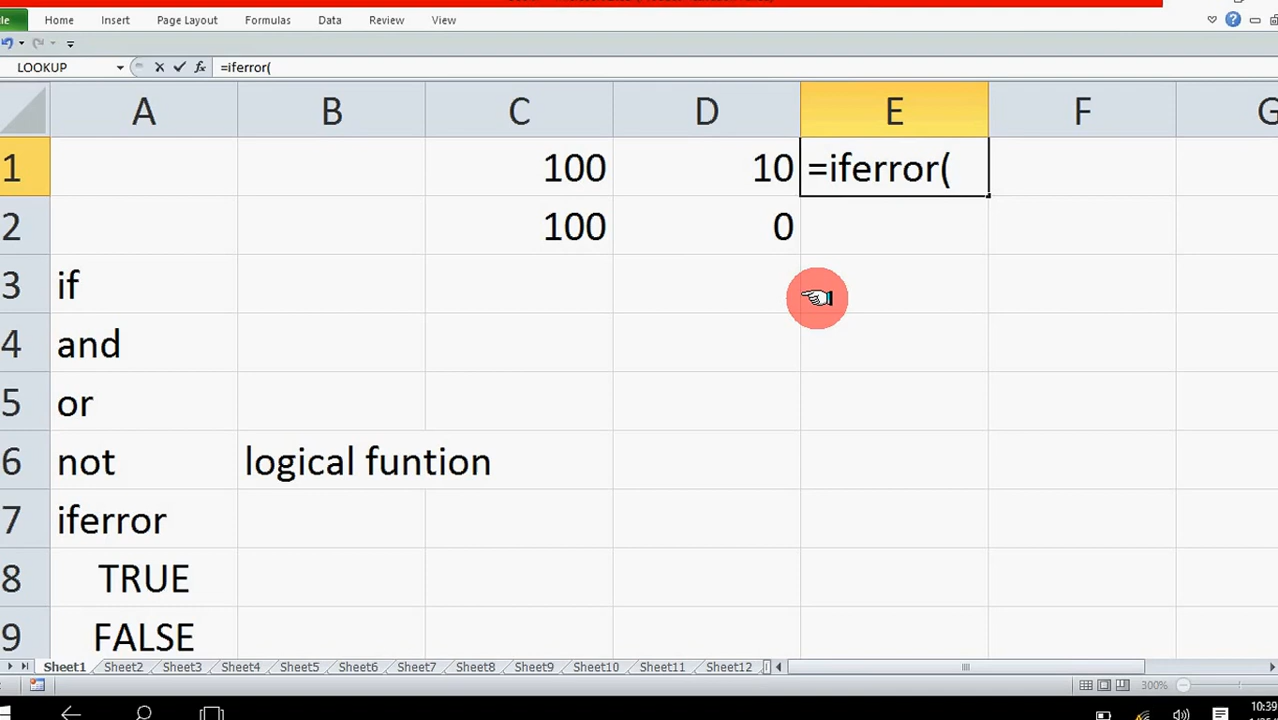 le Home Insert Page Layout Formulas Data Review View
LOOKUP =iferror(
A B C D E F G
1 100 10 =iferror(
2 100 0
3 if
4 and
5 or
6 not logical funtion
7 iferror
8 TRUE
9 FALSE
Sheet1 Sheet2 Sheet3 Sheet4 Sheet5 Sheet6 Sheet7 Sheet8 Sheet9 Sheet10 Sheet11 Sheet12
300%
10:39